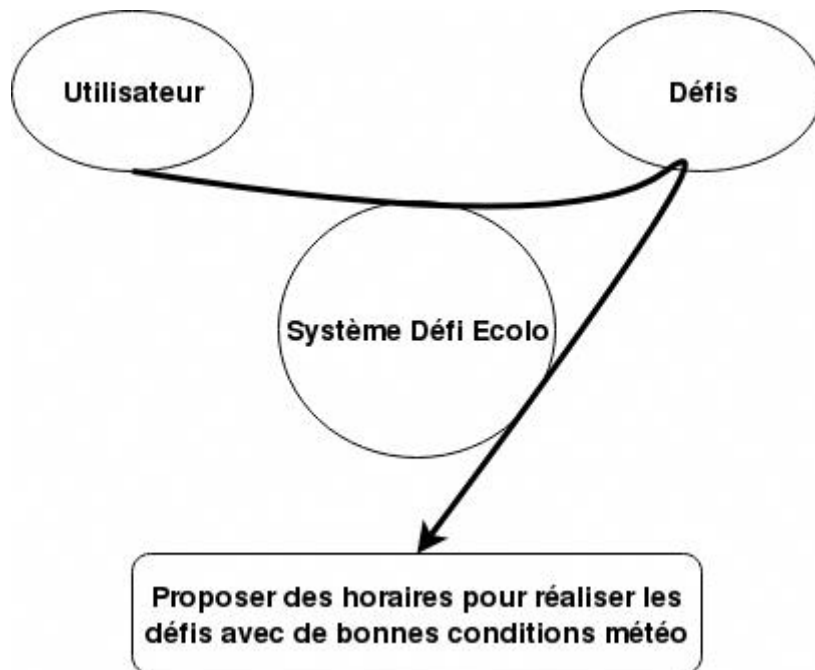 Utilisateur
Défis
Système Défi Ecolo
Proposer des horaires pour réaliser les
défis avec de bonnes conditions météo